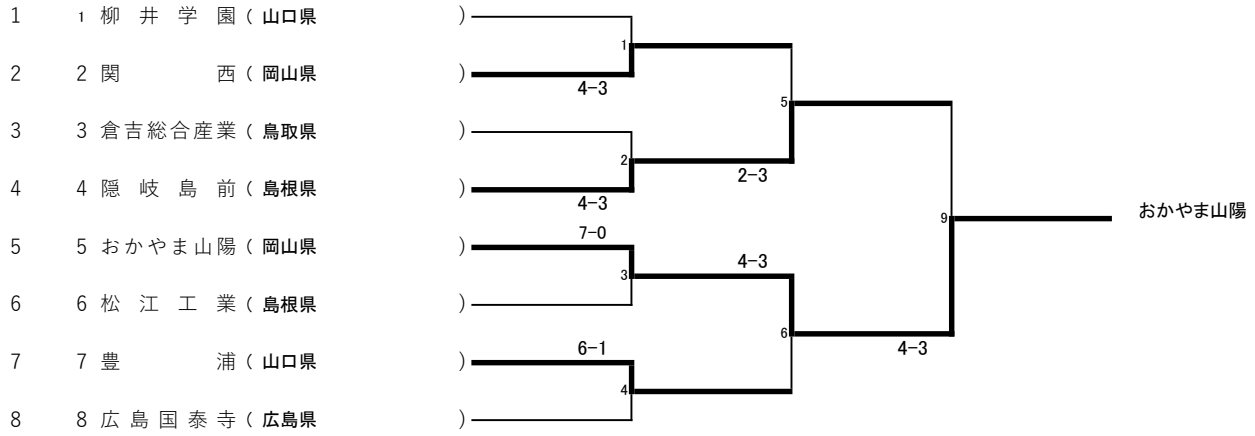 1 1 柳井学園 ( 山口県 )
1
2 2 関西 ( 岡山県 )
4-3
5
3 3 倉吉総合産業 ( 鳥取県 )
2
2-3
4 4 隠岐島前 ( 島根県 )
4-3
9 おかやま山陽
7-0
5 5 おかやま山陽 ( 岡山県 )
4-3
3
6 6 松江工業 ( 島根県 )
6
4-3
6-1
7 7 豊浦 ( 山口県 )
4
8 8 広島国泰寺 ( 広島県 )